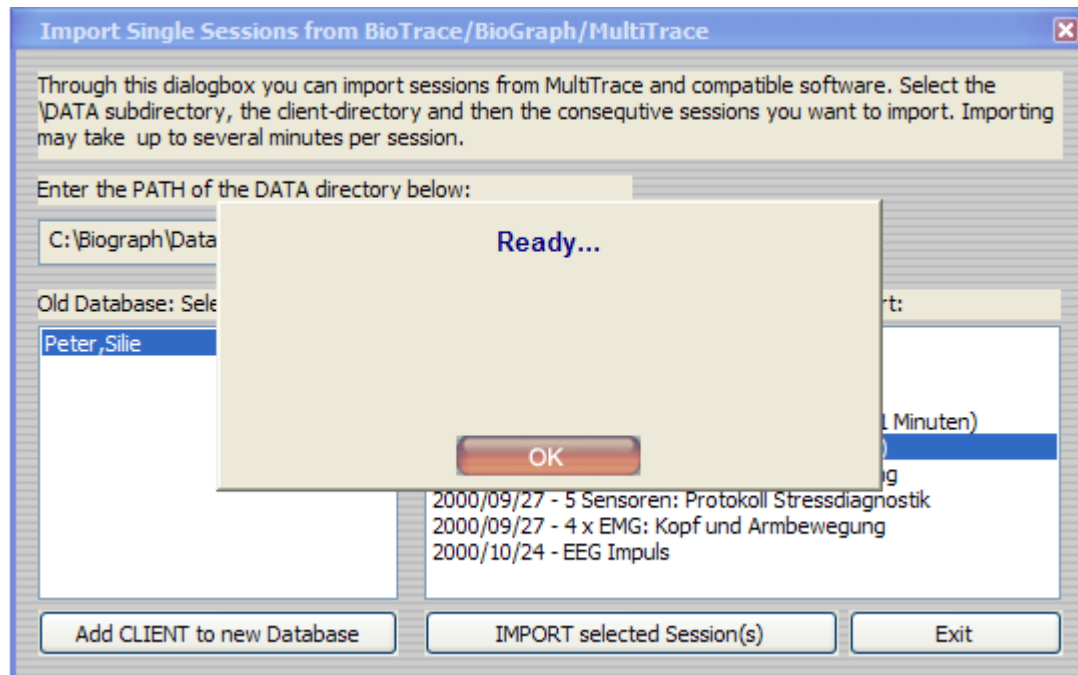 Import Single Sessions from BioTrace/BioGraph/MultiTrace
Through this dialogbox you can import sessions from MultiTrace and compatible software. Select the
\DATA subdirectory, the client-directory and then the consequtive sessions you want to import. Importing
may take up to several minutes per session.
Enter the PATH of the DATA directory below:
C:\Biograph\Data
Ready...
Old Database:
Peter,Silie
Minuten)
OK
2000/09/27 - 5 Sensoren: Protokoll Stressdiagnostik
2000/09/27 - 4 x EMG: Kopf und Armbewegung
2000/10/24 - EEG Impuls
Add CLIENT to new Database
IMPORT selected Session(s)
Exit